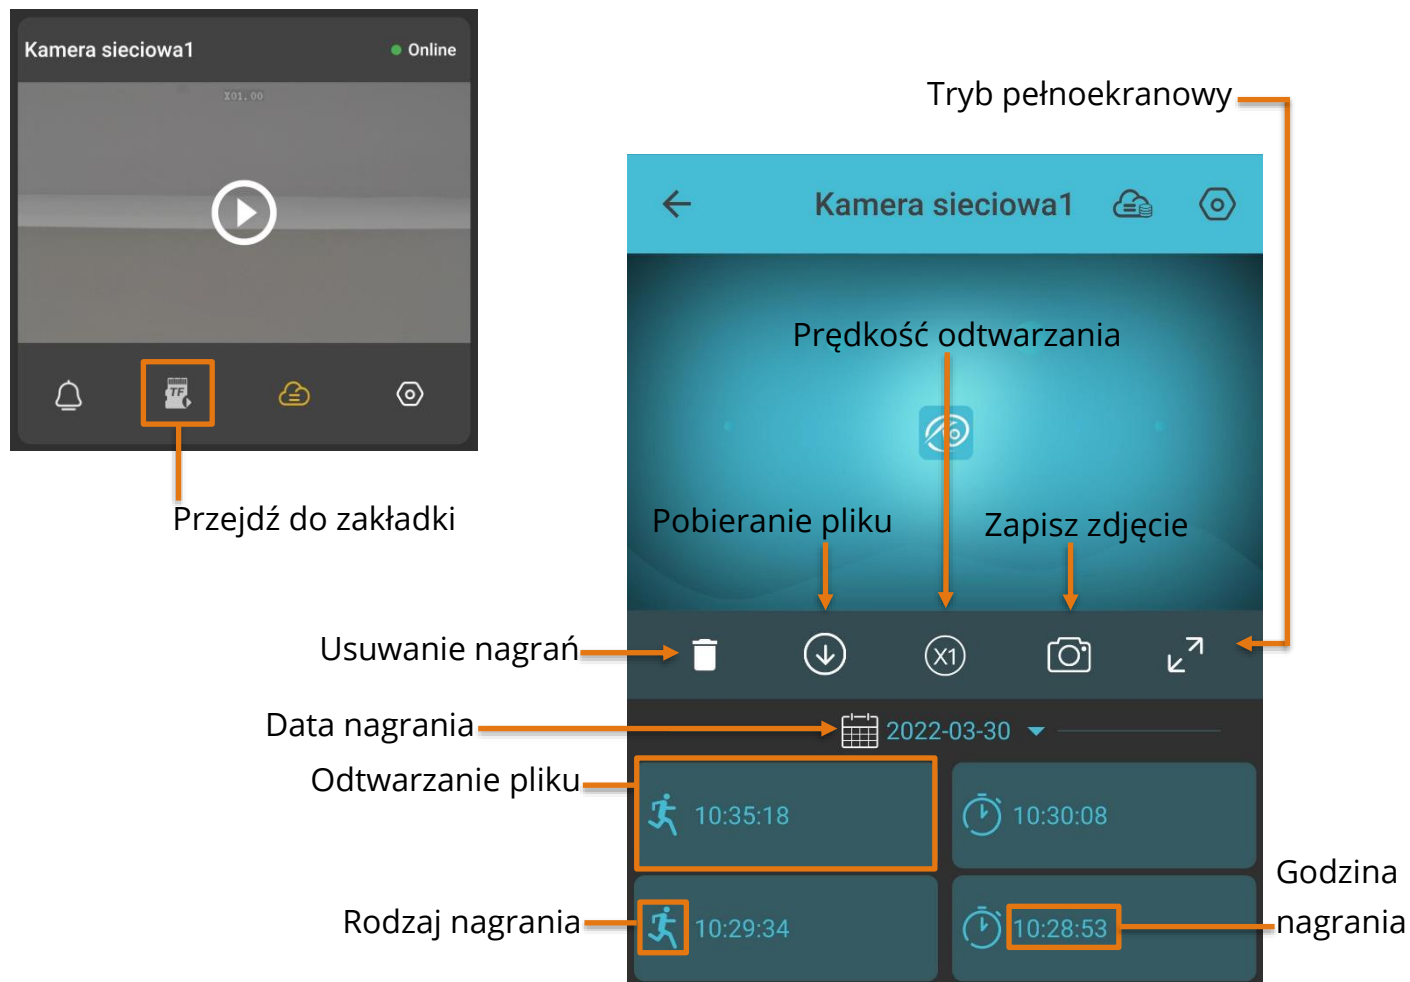 Kamera sieciowa1
Online
X01.00
TF
Przejdź do zakładki
Tryb pełnoekranowy
Kamera sieciowa1
Prędkość odtwarzania
Pobieranie pliku
Zapisz zdjęcie
Usuwanie nagrań
X1
Data nagrania
2022-03-30
Odtwarzanie pliku
10:35:18
10:30:08
Rodzaj nagrania
10:29:34
10:28:53
Godzina
nagrania